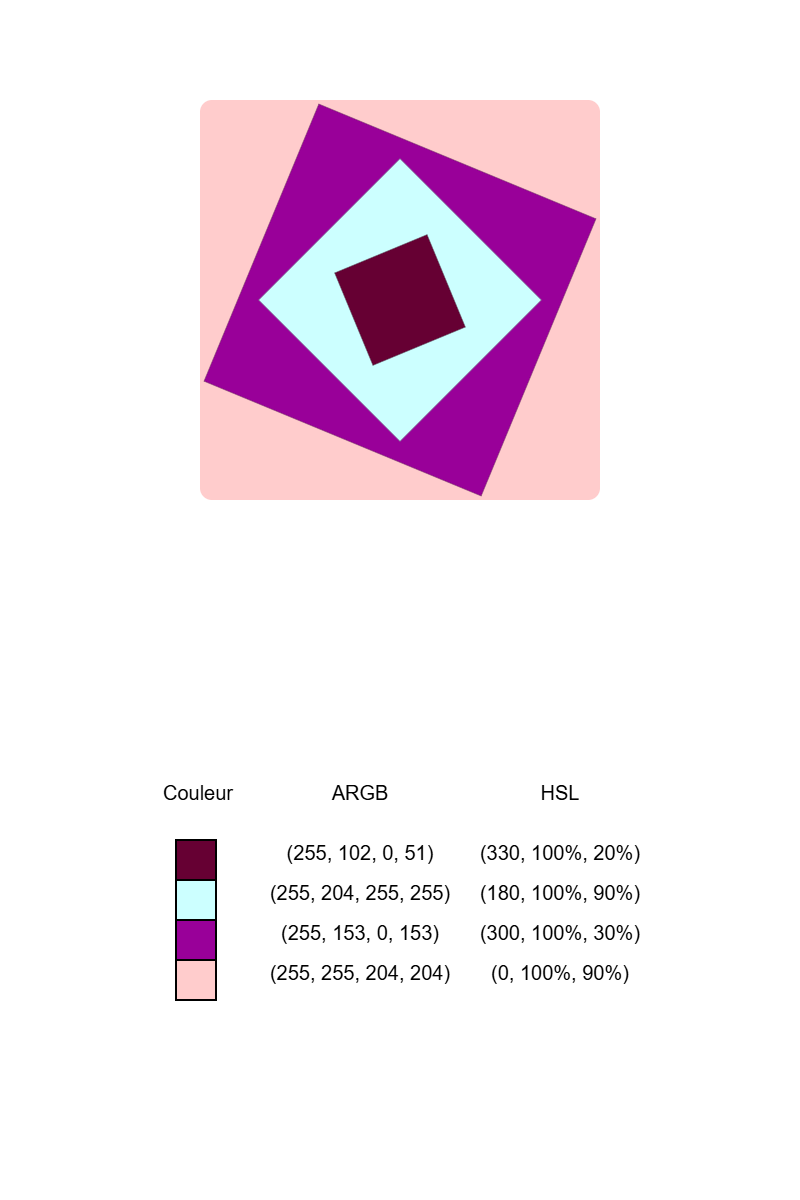 Couleur ARGB HSL
(255, 102, 0, 51) (330, 100%, 20%)
(255, 204, 255, 255) (180, 100%, 90%)
(255, 153, 0, 153) (300, 100%, 30%)
(255, 255, 204, 204) (0, 100%, 90%)